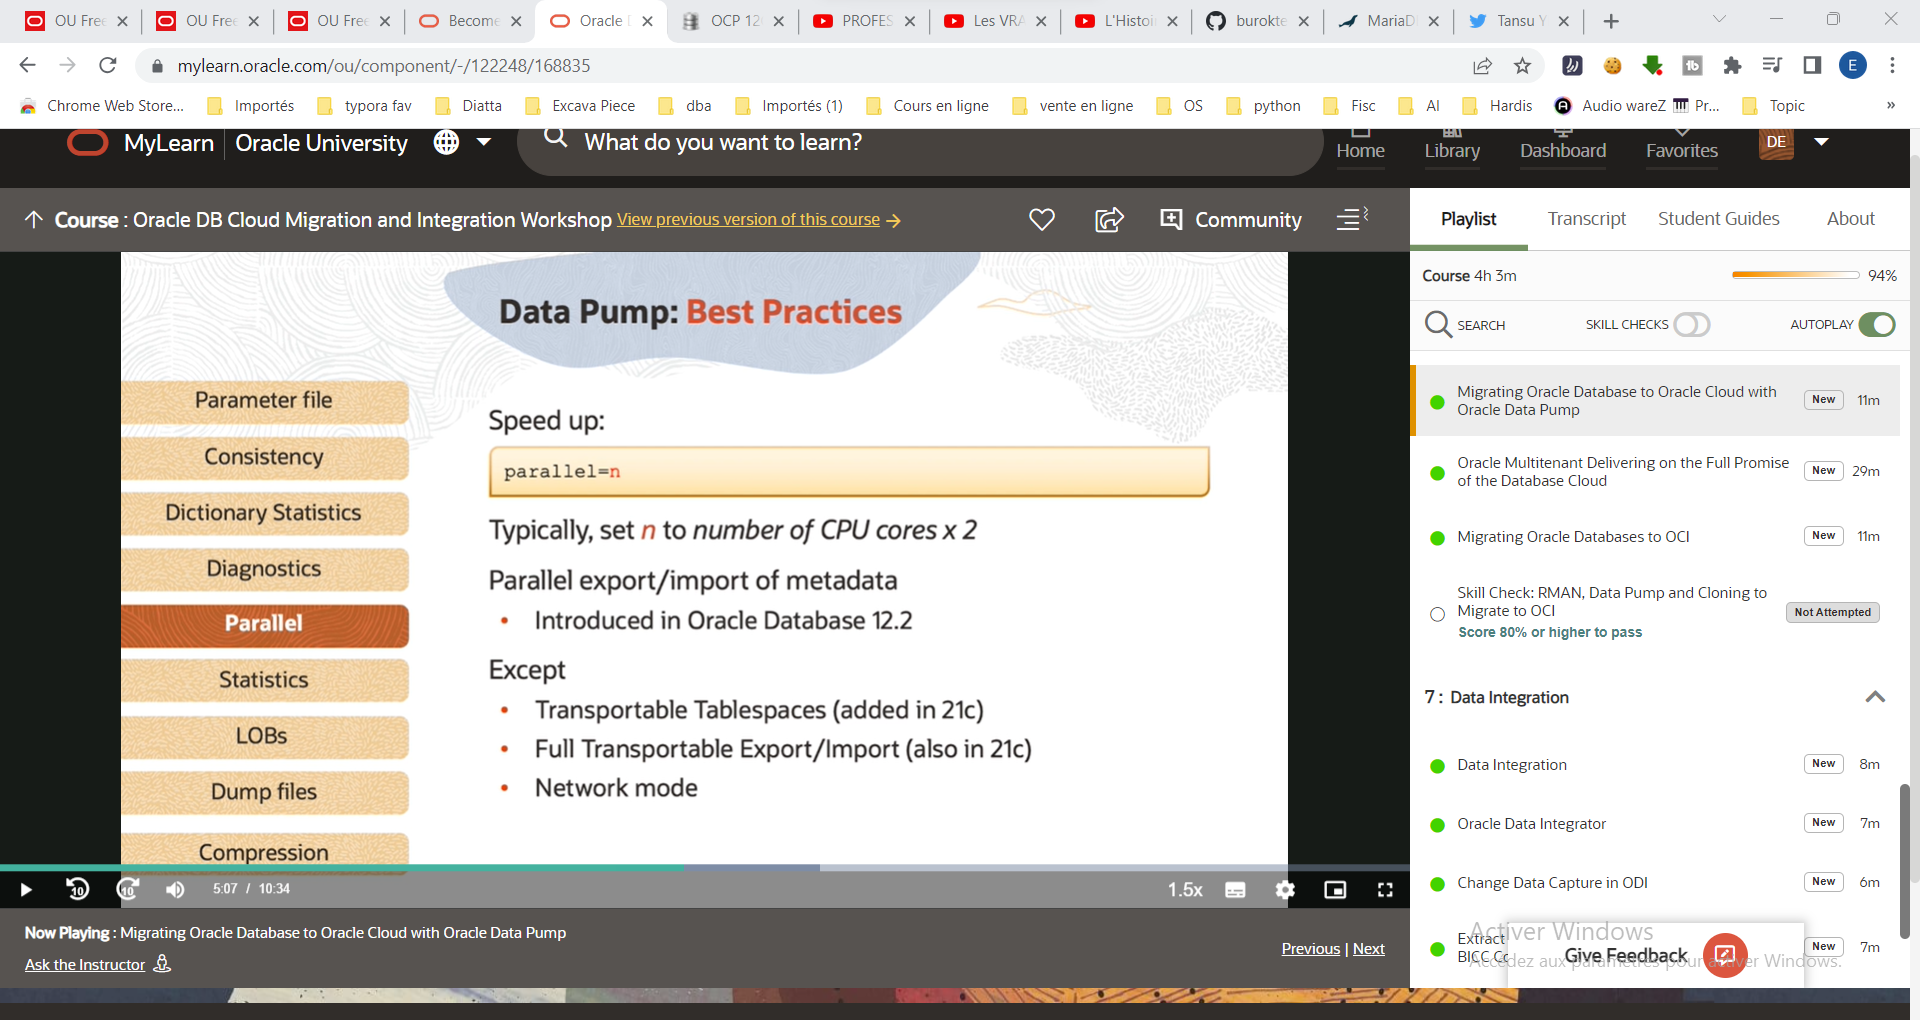 OU Free
OU Free
OU Free
Become
Oracle
OCP 12
PROFES
Les VRA
L'Histoi
burokte
MariaD
Tansu Y
mylearn.oracle.com/ou/component/-/122248/168835
E
Chrome Web Store...
Importés
typora fav
Diatta
Excava Piece
dba
Importés (1)
Cours en ligne
vente en ligne
OS
python
Fisc
AI
Hardis
Audio wareZ
Pr...
Topic
»
MyLearn
Oracle University
What do you want to learn?
Home
Library
Dashboard
Favorites
DE
Course : Oracle DB Cloud Migration and Integration Workshop View previous version of this course
Community
Playlist
Transcript
Student Guides
About
Data Pump: Best Practices
Parameter file
Consistency
Dictionary Statistics
Diagnostics
Parallel
Statistics
LOBs
Dump files
Compression
Speed up:
parallel=n
Typically, set n to number of CPU cores x 2
Parallel export/import of metadata
• Introduced in Oracle Database 12.2
Except
• Transportable Tablespaces (added in 21c)
• Full Transportable Export/Import (also in 21c)
• Network mode
10
10
5:07 / 10:34
1.5x
Now Playing : Migrating Oracle Database to Oracle Cloud with Oracle Data Pump
Ask the Instructor
Previous | Next
Course 4h 3m
94%
SEARCH
SKILL CHECKS
AUTOPLAY
Migrating Oracle Database to Oracle Cloud with
Oracle Data Pump
New
11m
Oracle Multitenant Delivering on the Full Promise
of the Database Cloud
New
29m
Migrating Oracle Databases to OCI
New
11m
Skill Check: RMAN, Data Pump and Cloning to
Migrate to OCI
Score 80% or higher to pass
Not Attempted
7 : Data Integration
Data Integration
New
8m
Oracle Data Integrator
New
7m
Change Data Capture in ODI
New
6m
Extract
BICC
New
7m
Give Feedback
Activer Windows
Accédez aux paramètres pour activer Windows.